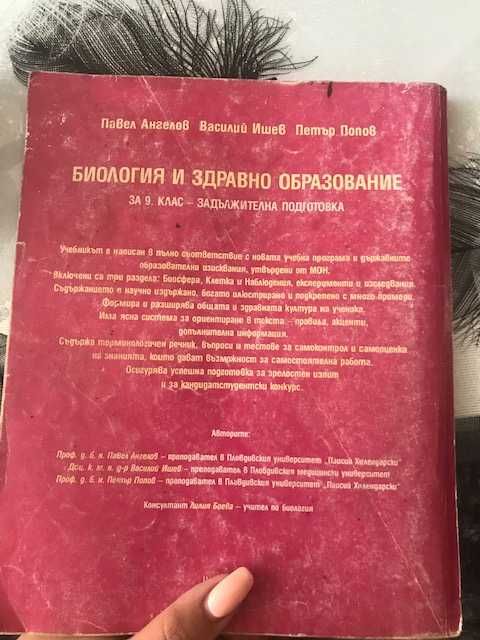 Павел Ангелов Василий Ишев Петър Попов
БИОЛОГИЯ И ЗДРАВНО ОБРАЗОВАНИЕ
ЗА 9. КЛАС – ЗАДЪЛЖИТЕЛНА ПОДГОТОВКА
Учебникът е написан в пълно съответствие с новата учебна програма и държавните
образователни изисквания, утвърдени от МОН.
Включени са три раздела: Биосфера, Клетка и Наблюдения, експерименти и изследвания.
Съдържанието е научно издържано, богато илюстрирано и подкрепено с много примери.
Формира и разширява общата и здравната култура на ученика.
Има ясна система за ориентиране в текста – правила, акценти,
допълнителна информация.
Съдържа терминологичен речник, въпроси и тестове за самоконтрол и самооценка
на знанията, които дават възможност за самостоятелна работа.
Осигурява успешна подготовка за зрелостен изпит
и за кандидатстудентски конкурс.
Авторите:
Проф. д. б. н. Павел Ангелов – преподавател в Пловдивския университет „Паисий Хилендарски"
Доц. к. м. н. д-р Василий Ишев – преподавател в Пловдивския медицински университет
Проф. д. б. н. Петър Попов – преподавател в Пловдивския университет „Паисий Хилендарски"
Консултант Лилия Боева – учител по биология